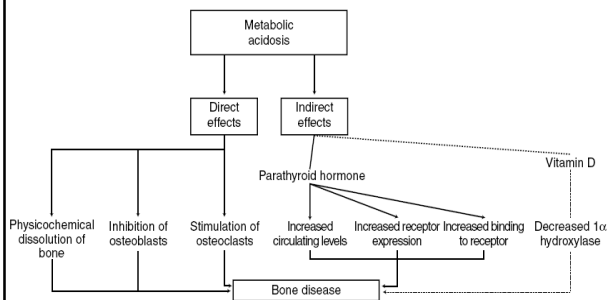 Metabolic
acidosis
Direct
effects
Indirect
effects
Vitamin D
Parathyroid hormone
Physicochemical
dissolution of
bone
Inhibition of
osteoblasts
Stimulation of
osteoclasts
Increased
circulating levels
Increased receptor
expression
Increased binding
to receptor
Decreased 1α
hydroxylase
Bone disease